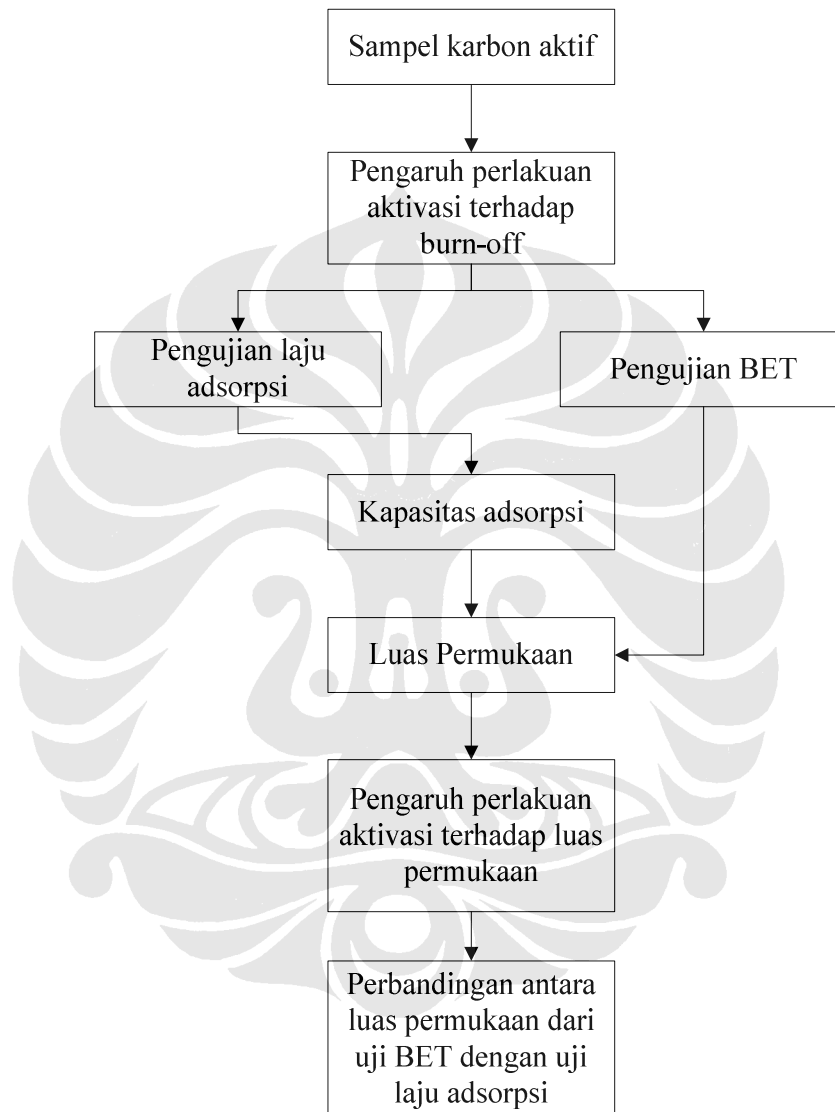 Sampel karbon aktif
Pengaruh perlakuan
aktivasi terhadap
burn-off
Pengujian laju
adsorpsi
Pengujian BET
Kapasitas adsorpsi
Luas Permukaan
Pengaruh perlakuan
aktivasi terhadap luas
permukaan
Perbandingan antara
luas permukaan dari
uji BET dengan uji
laju adsorpsi